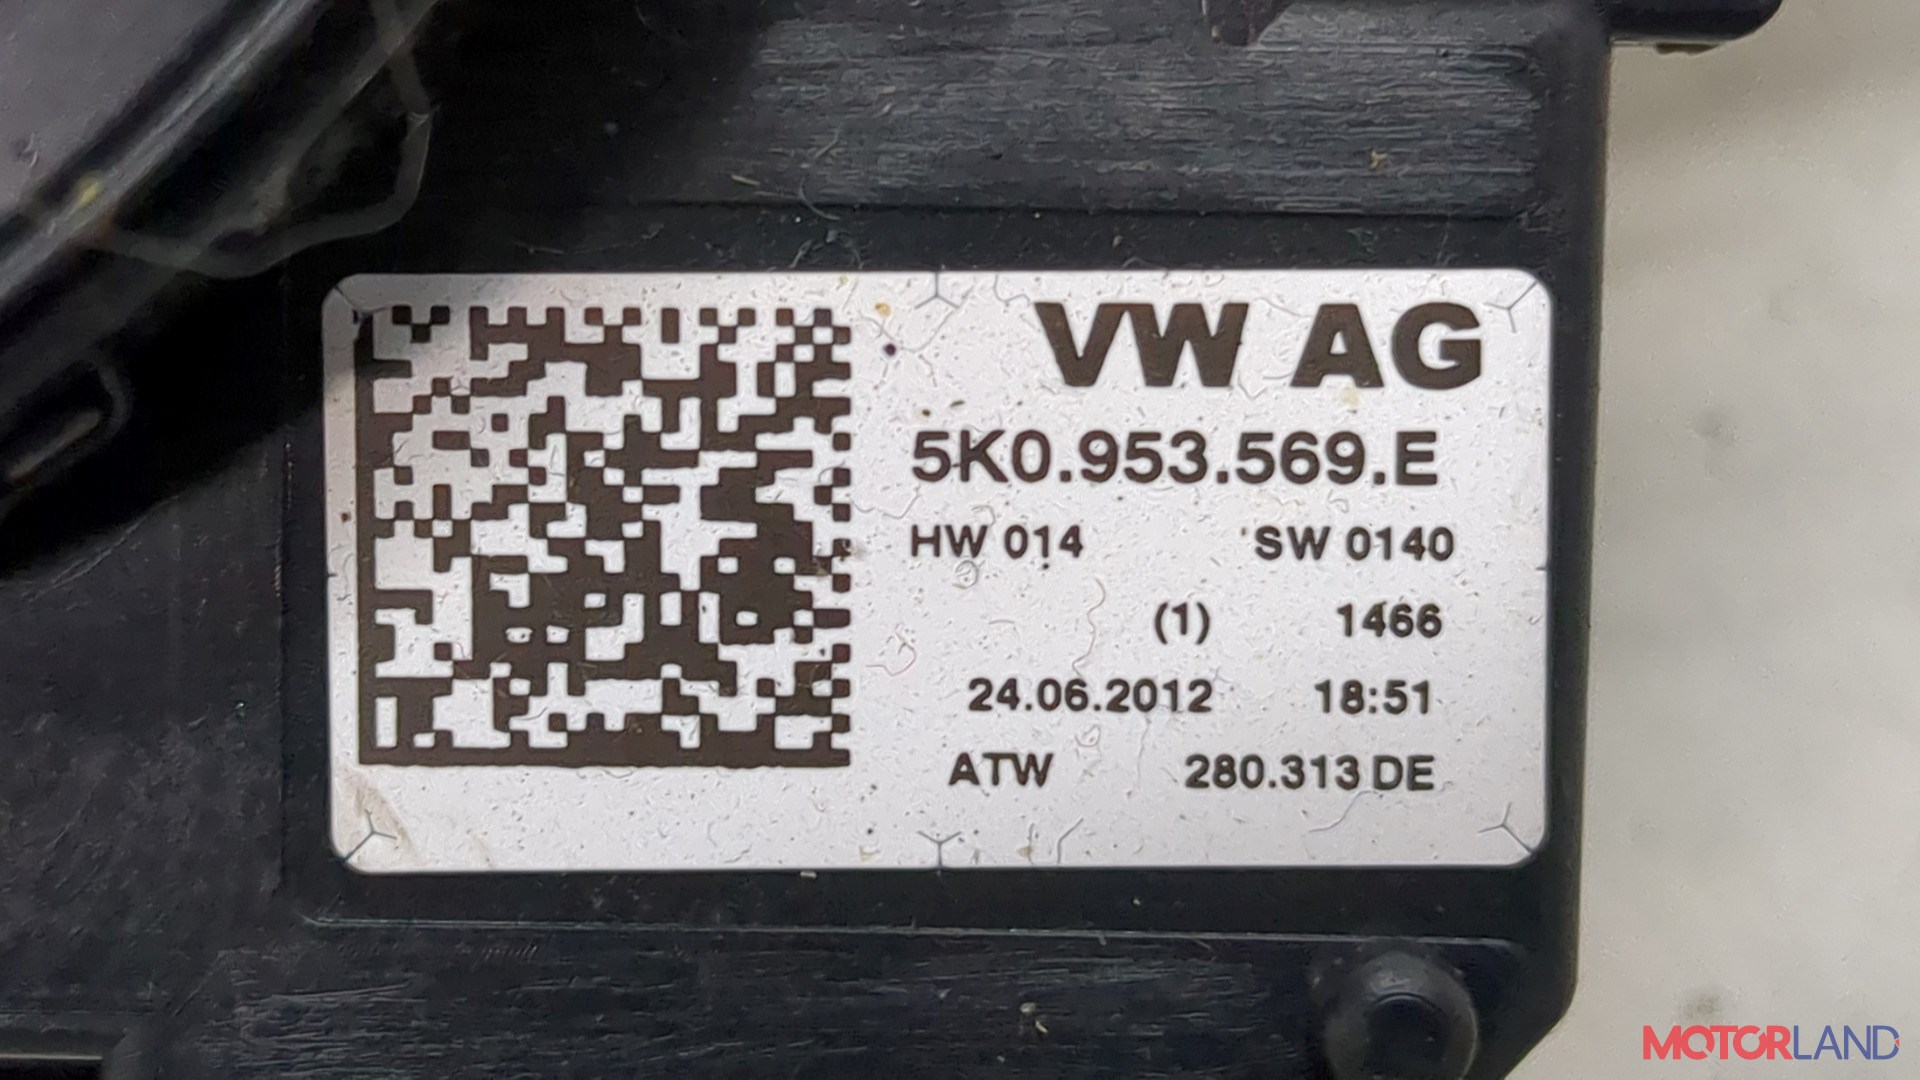 VW AG
5K0.953.569.E
HW 014 SW 0140
(1) 1466
24.06.2012 18:51
ATW 280.313 DE
MOTORLAND